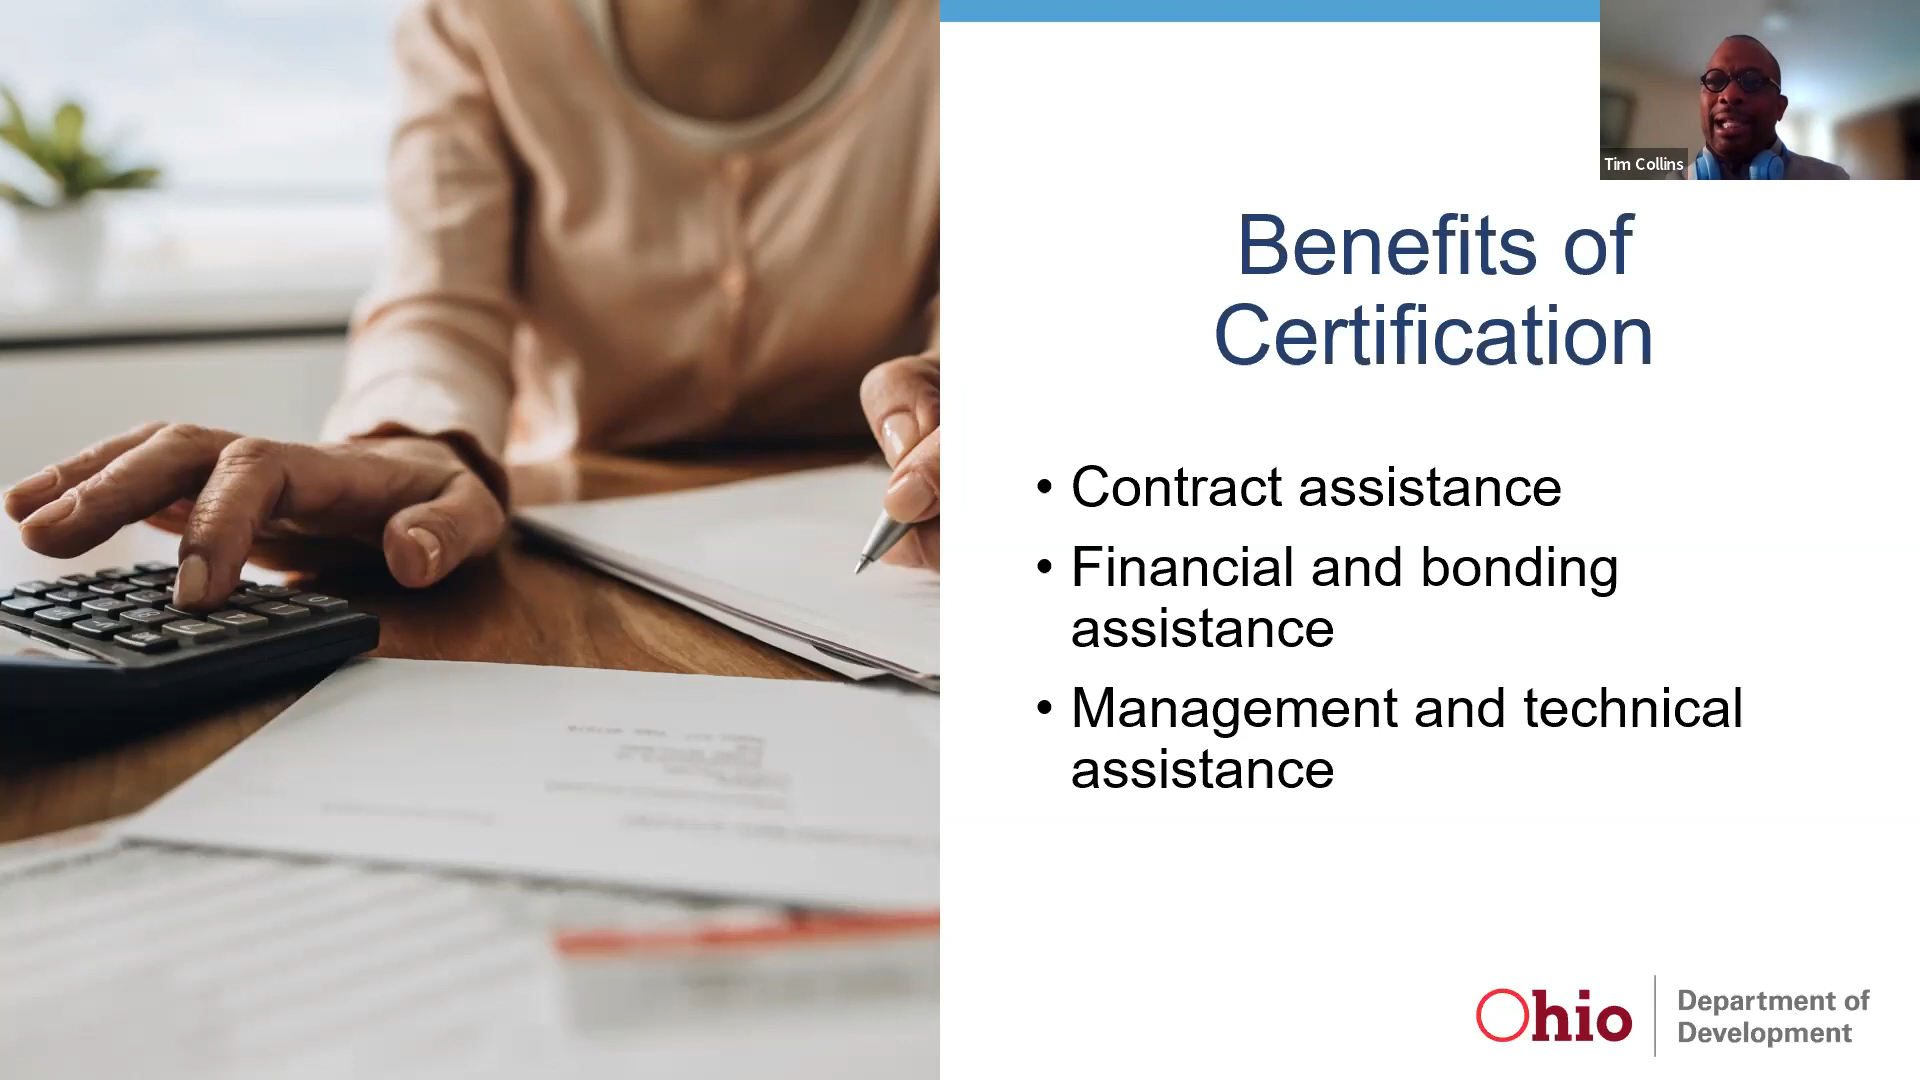 Tim Collins
Benefits of
Certification
• Contract assistance
• Financial and bonding
assistance
• Management and technical
assistance
Ohio
Department of
Development